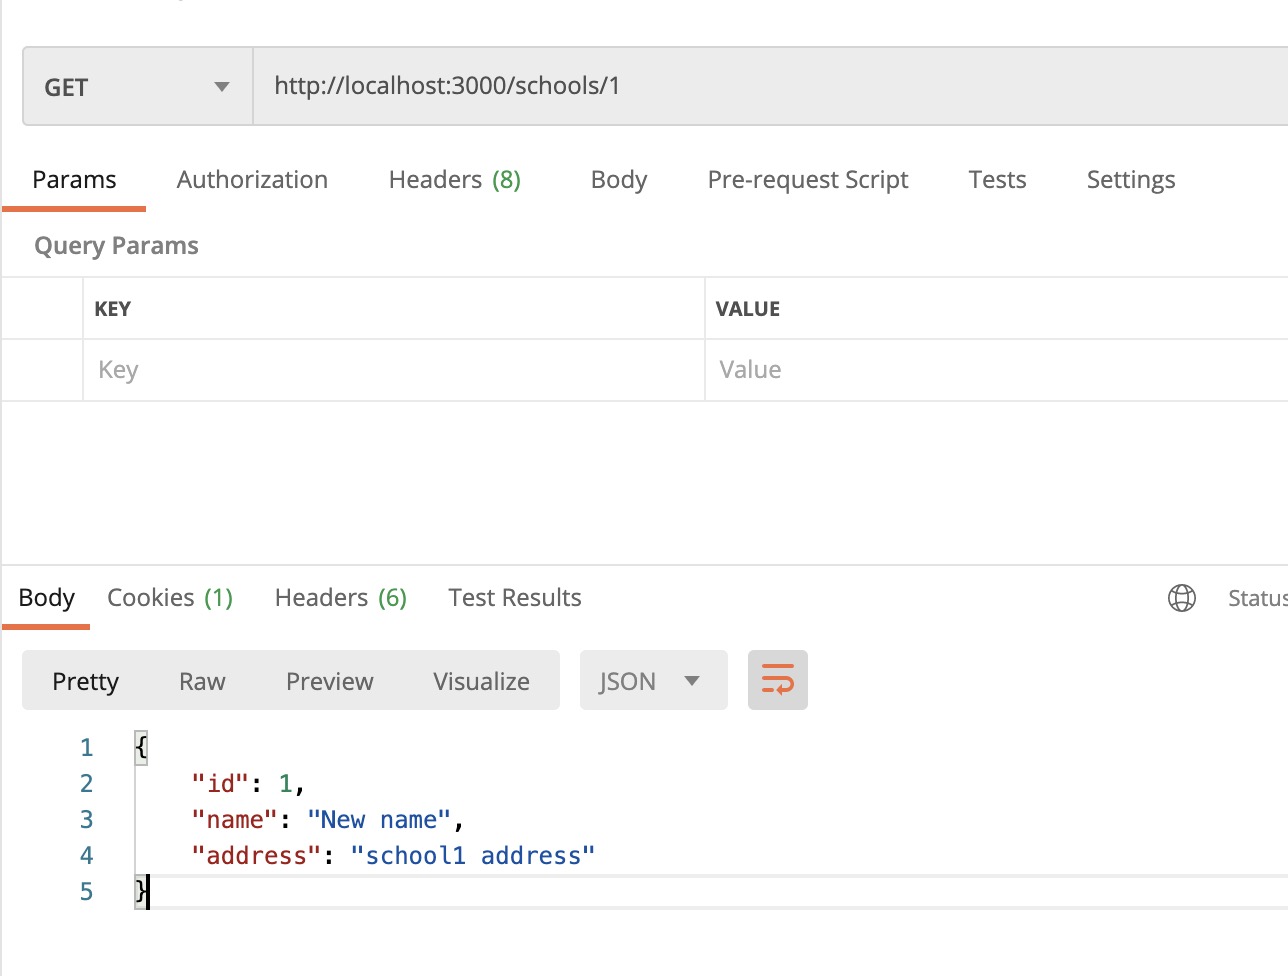 GET http://localhost:3000/schools/1
Params Authorization Headers (8) Body Pre-request Script Tests Settings
Query Params
KEY VALUE
Key Value
Body Cookies (1) Headers (6) Test Results Status
Pretty Raw Preview Visualize JSON
1 {
2 "id": 1,
3 "name": "New name",
4 "address": "school1 address"
5 }